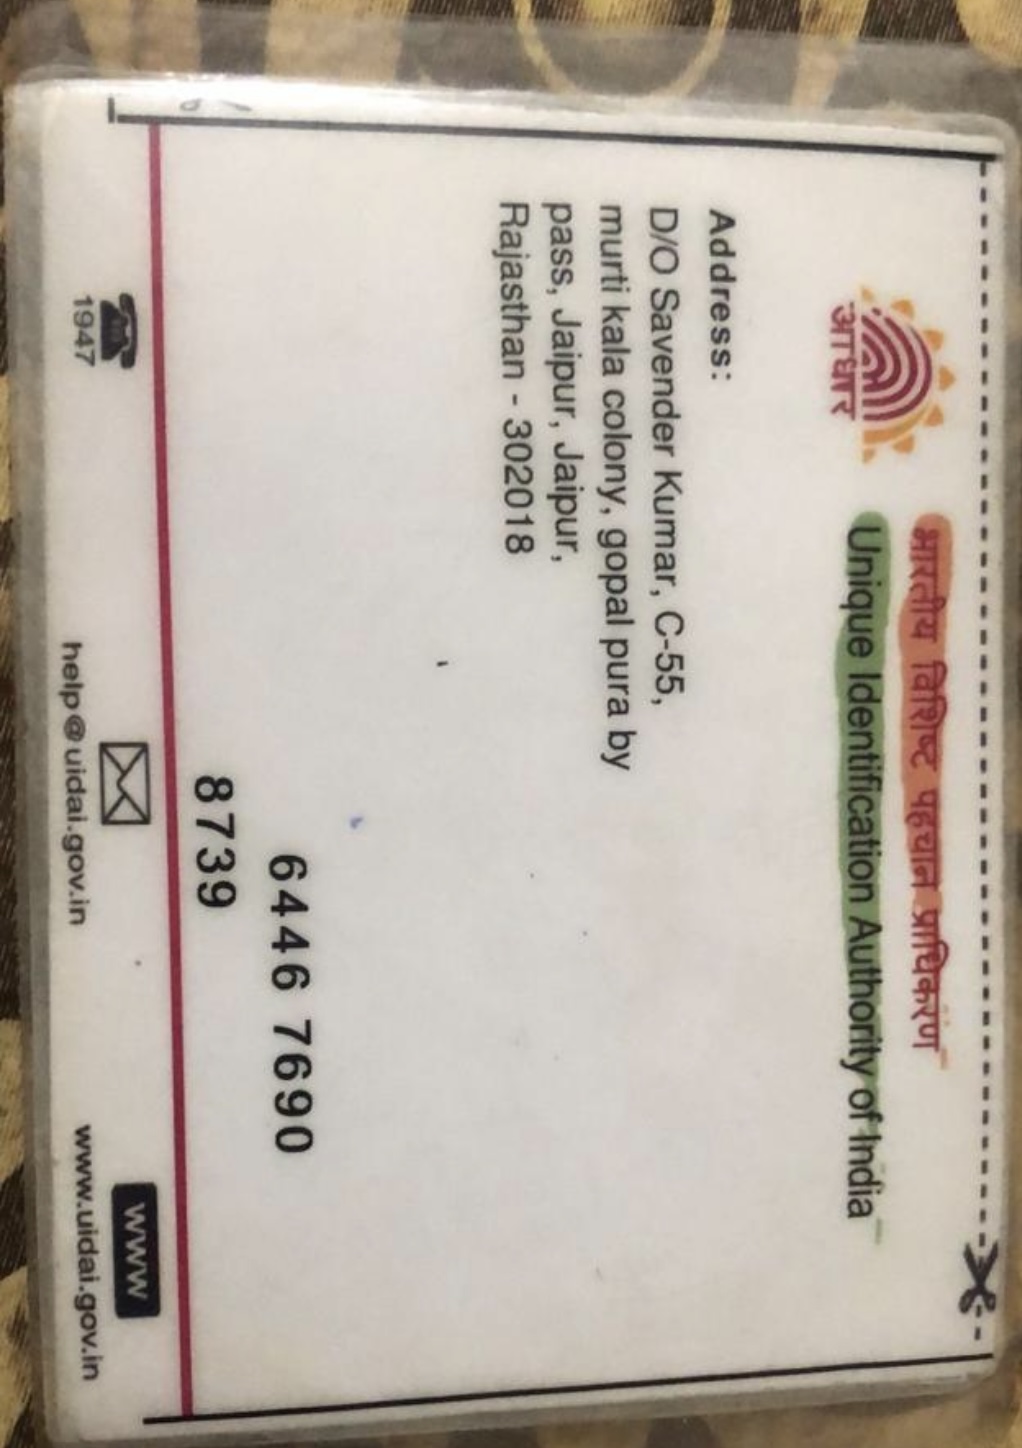 भारतीय विशिष्ट पहचान प्राधिकरण
Unique Identification Authority of India
आधार
Address:
D/O Savender Kumar, C-55,
murti kala colony, gopal pura by
pass, Jaipur, Jaipur,
Rajasthan - 302018
6446 7690
8739
1947
help@uidai.gov.in
www
www.uidai.gov.in